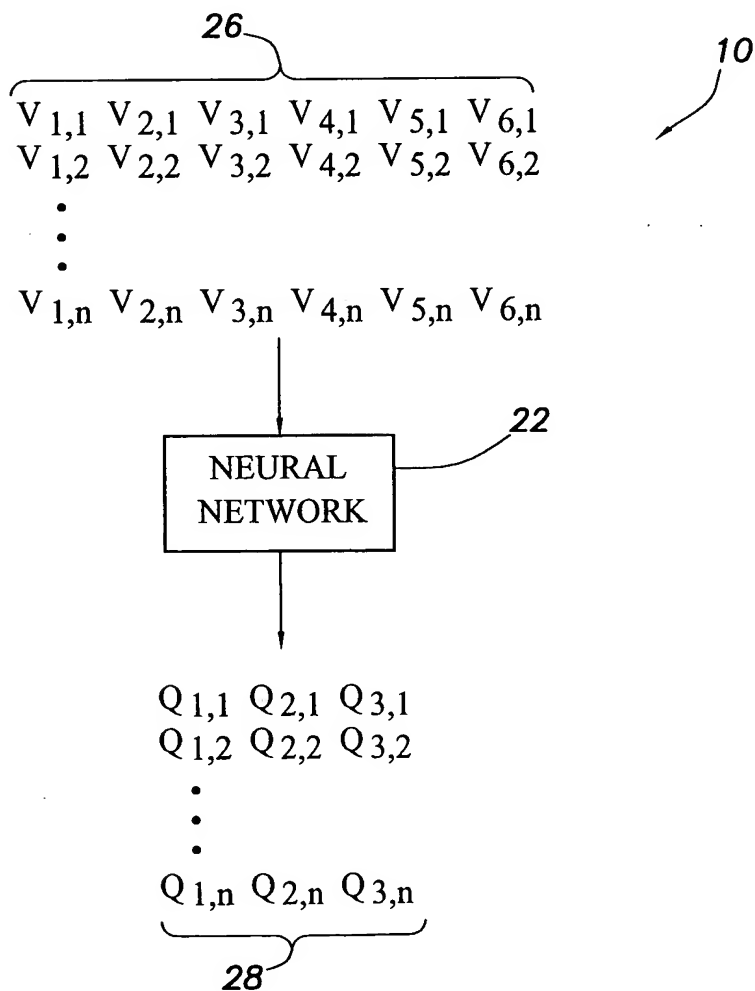 26
10
V1,1 V2,1 V3,1 V4,1 V5,1 V6,1
V1,2 V2,2 V3,2 V4,2 V5,2 V6,2
V1,n V2,n V3,n V4,n V5,n V6,n
22
NEURAL
NETWORK
Q1,1 Q2,1 Q3,1
Q1,2 Q2,2 Q3,2
Q1,n Q2,n Q3,n
28